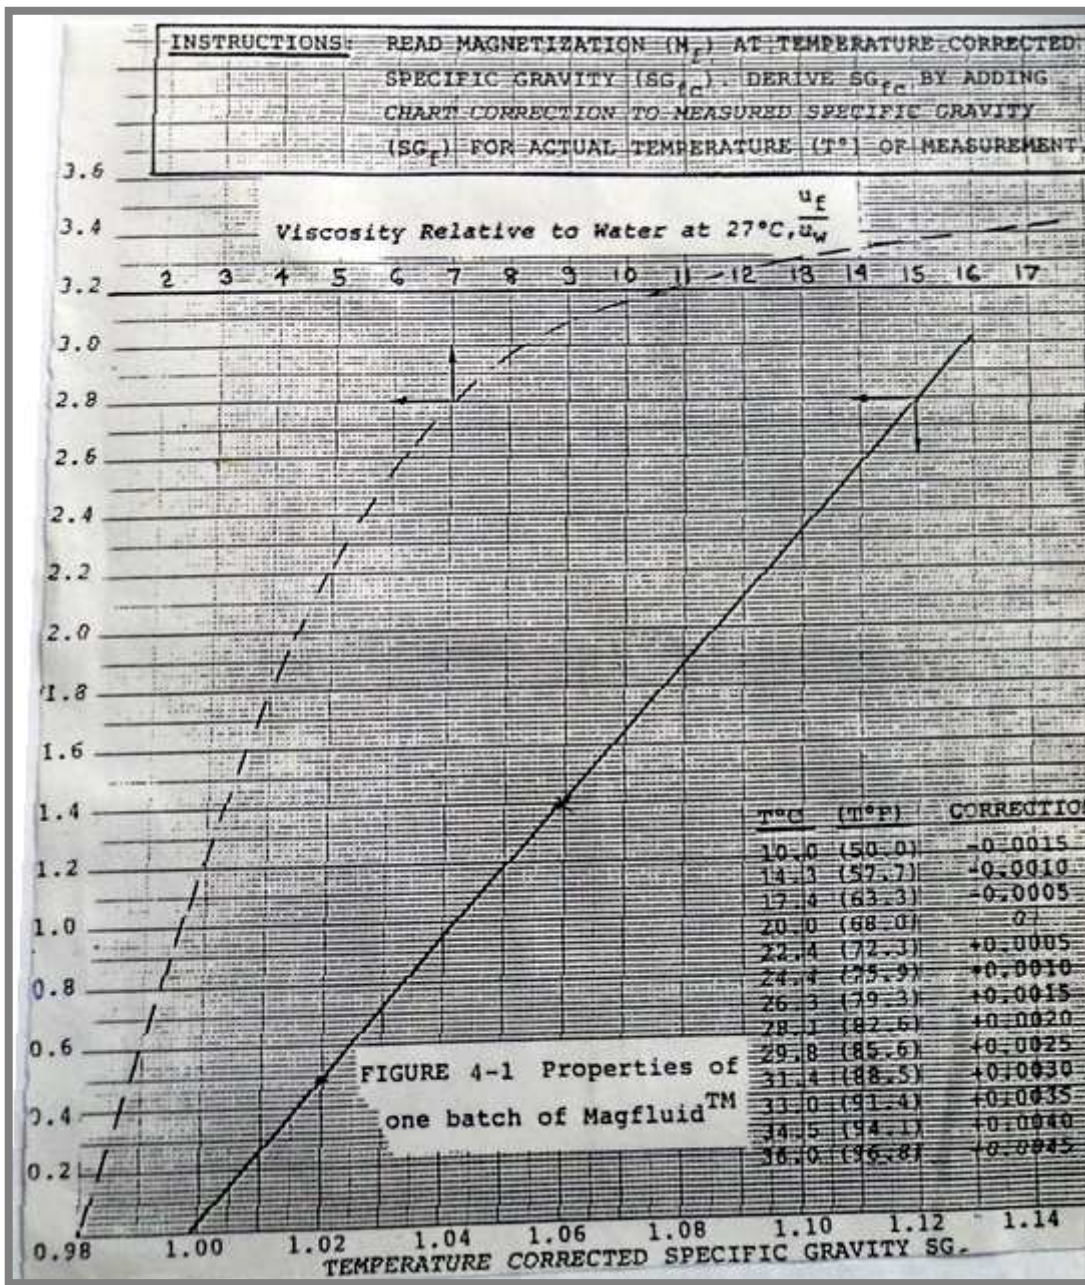 INSTRUCTIONS: READ MAGNETIZATION (Mf) AT TEMPERATURE CORRECTED
SPECIFIC GRAVITY (SGfc). DERIVE SGfc BY ADDING
CHART CORRECTION TO MEASURED SPECIFIC GRAVITY
(SGf) FOR ACTUAL TEMPERATURE (T°) OF MEASUREMENT.
3.6
Viscosity Relative to Water at 27°C, uf/uw
3.4
2 3 4 5 6 7 8 9 10 11 12 13 14 15 16 17
3.2
3.0
2.8
2.6
2.4
2.2
2.0
1.8
1.6
1.4
T°C (T°F) CORRECTIO
10.0 (50.0) -0.0015
1.2
14.3 (57.7) -0.0010
17.4 (63.3) -0.0005
1.0
20.0 (68.0) 0
22.4 (72.3) +0.0005
0.8
24.4 (75.9) +0.0010
26.3 (79.3) +0.0015
28.1 (82.6) +0.0020
0.6
29.8 (85.6) +0.0025
FIGURE 4-1 Properties of
31.4 (88.5) +0.0030
one batch of Magfluid™
33.0 (91.4) +0.0035
0.4
34.5 (94.1) +0.0040
36.0 (96.8) +0.0045
0.2
0.98 1.00 1.02 1.04 1.06 1.08 1.10 1.12 1.14
TEMPERATURE CORRECTED SPECIFIC GRAVITY SG